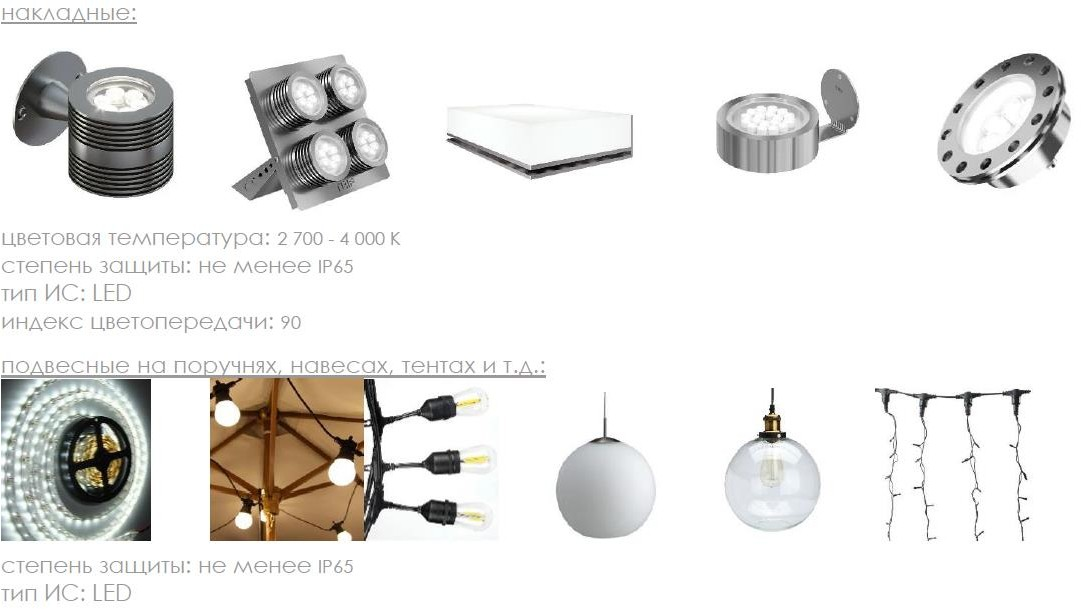 накладные:
цветовая температура: 2 700 - 4 000 К
степень защиты: не менее IP65
тип ИС: LED
индекс цветопередачи: 90
подвесные на поручнях, навесах, тентах и т.д.:
степень защиты: не менее IP65
тип ИС: LED